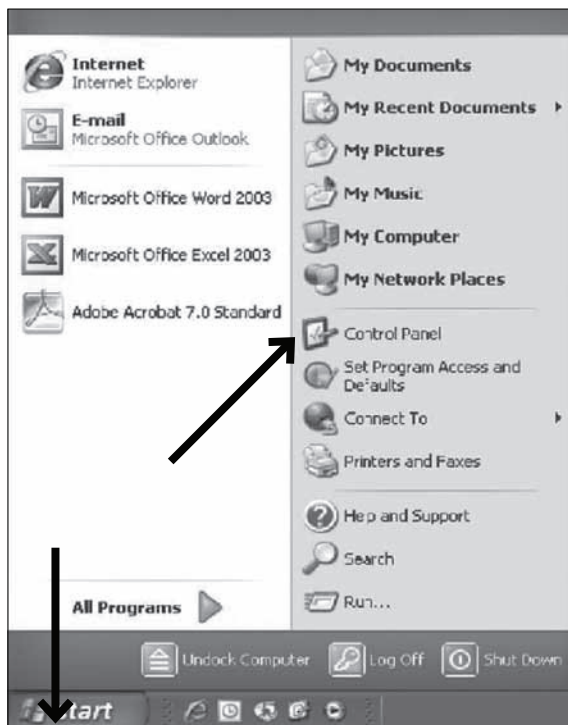 Internet
Internet Explorer
E-mail
Microsoft Office Outlook
Microsoft Office Word 2003
Microsoft Office Excel 2003
Adobe Acrobat 7.0 Standard
All Programs
My Documents
My Recent Documents
My Pictures
My Music
My Computer
My Network Places
Control Panel
Set Program Access and
Defaults
Connect To
Printers and Faxes
Help and Support
Search
Run...
Undock Computer
Log Off
Shut Down
start